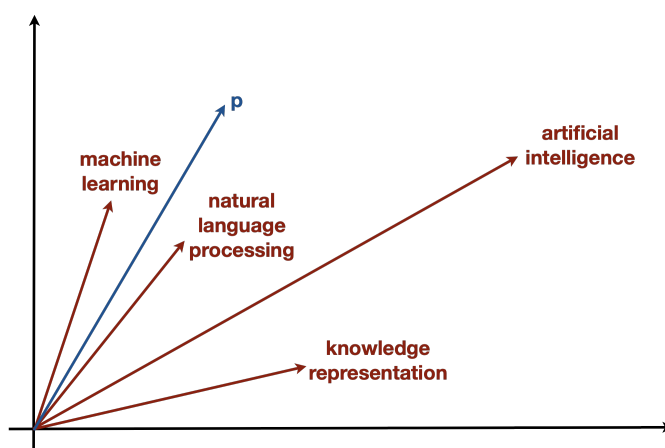 p
artificial
intelligence
machine
learning
natural
language
processing
knowledge
representation